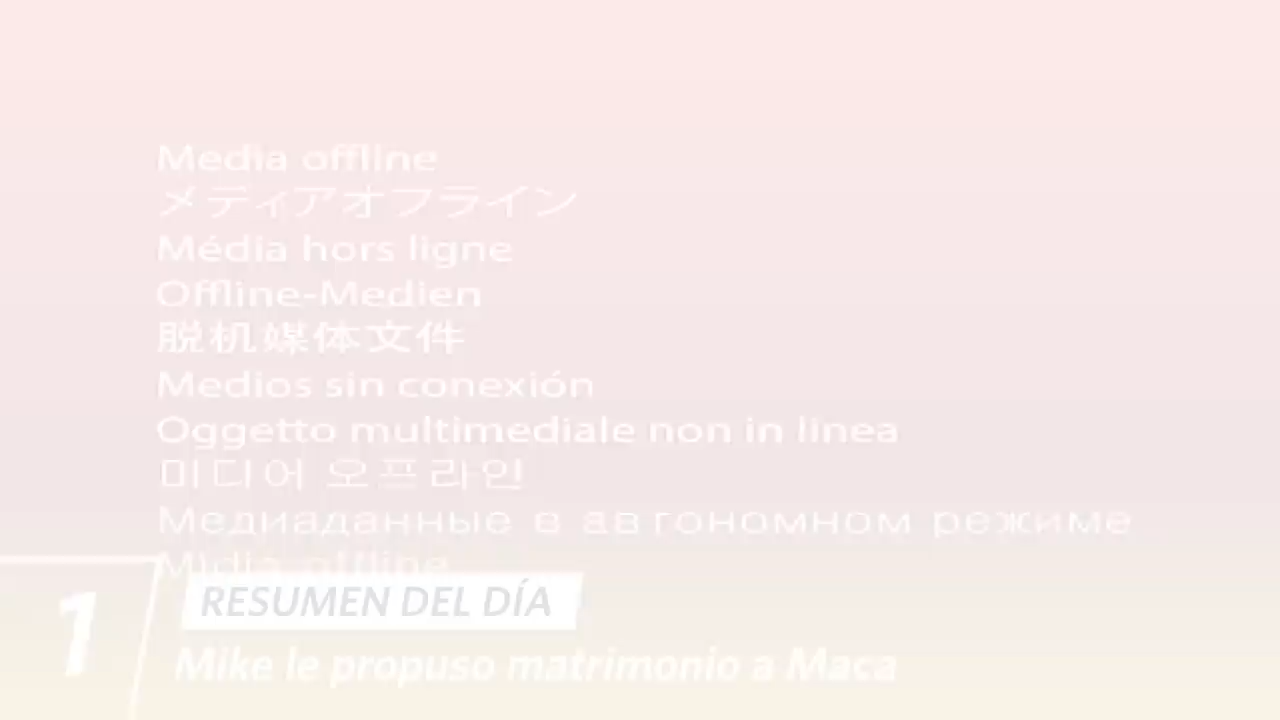 Media offline
メディアオフライン
Média hors ligne
Offline-Medien
脱机媒体文件
Medios sin conexión
Oggetto multimediale non in linea
미디어 오프라인
Медиаданные в автономном режиме
Mídia offline
1
RESUMEN DEL DÍA
Mike le propuso matrimonio a Maca